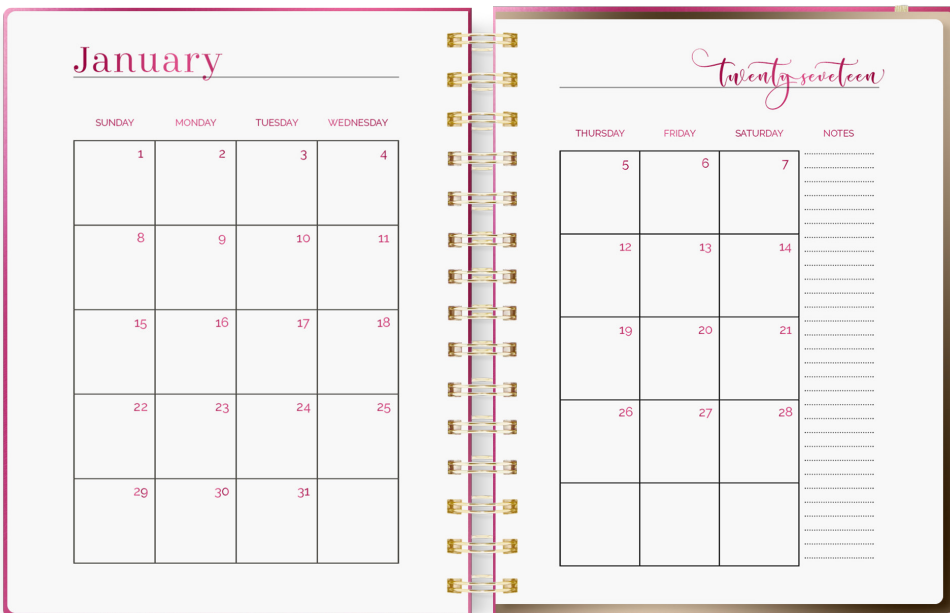 January
SUNDAY MONDAY TUESDAY WEDNESDAY
1 2 3 4
8 9 10 11
15 16 17 18
22 23 24 25
29 30 31
twenty-seveteen
THURSDAY FRIDAY SATURDAY NOTES
5 6 7
12 13 14
19 20 21
26 27 28